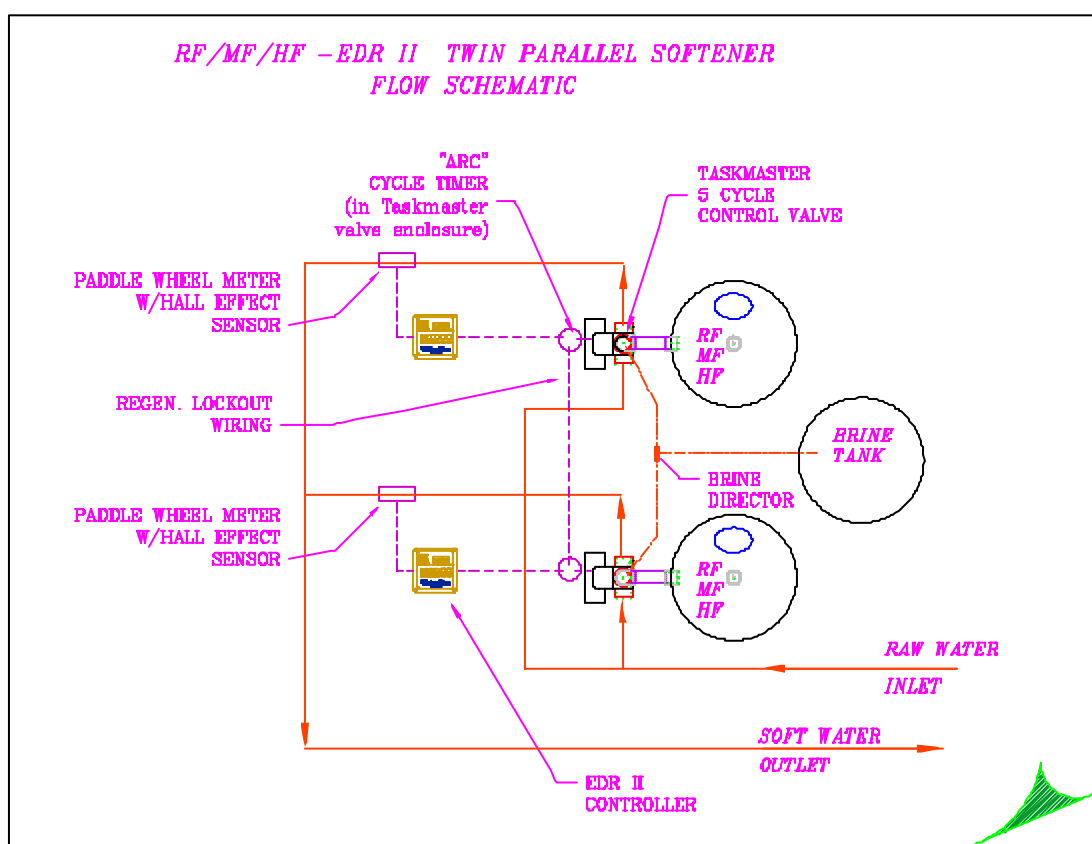 RF/MF/HF -EDR II TWIN PARALLEL SOFTENER
FLOW SCHEMATIC
"ARC"
CYCLE TIMER
(in Taskmaster
valve enclosure)
TASKMASTER
5 CYCLE
CONTROL VALVE
PADDLE WHEEL METER
W/HALL EFFECT
SENSOR
RF
MF
HF
REGEN. LOCKOUT
WIRING
BRINE
TANK
BRINE
DIRECTOR
PADDLE WHEEL METER
W/HALL EFFECT
SENSOR
RF
MF
HF
RAW WATER
INLET
SOFT WATER
OUTLET
EDR II
CONTROLLER